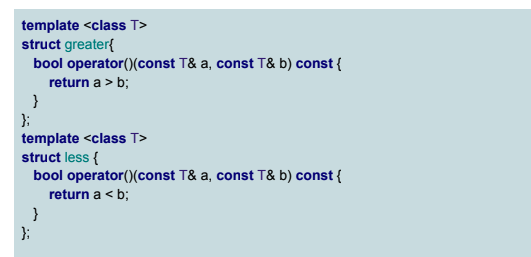 template <class T>
struct greater{
bool operator()(const T& a, const T& b) const {
return a > b;
}
};
template <class T>
struct less {
bool operator()(const T& a, const T& b) const {
return a < b;
}
};